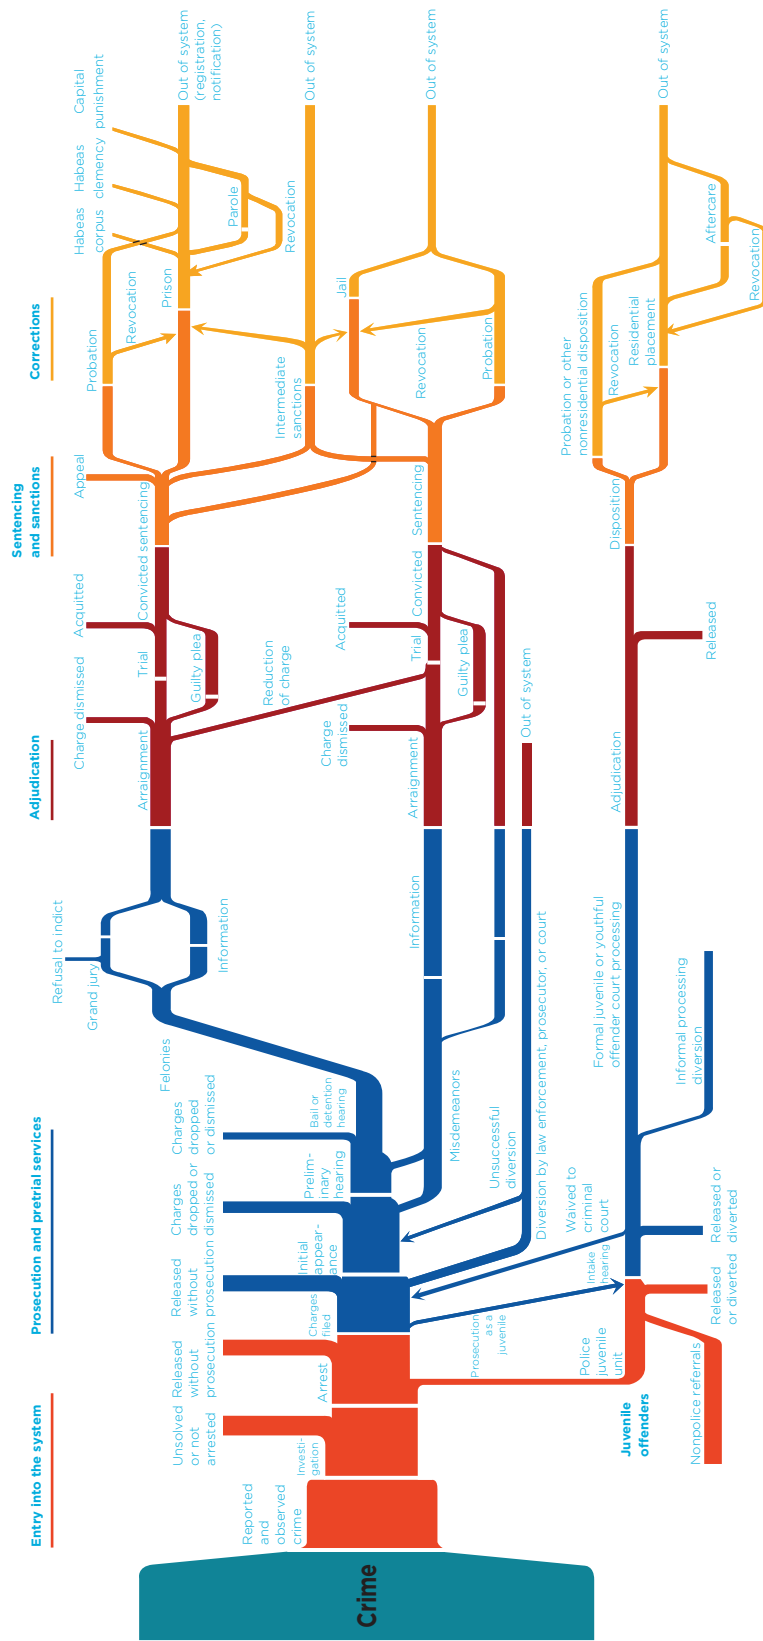 Entry into the system
Prosecution and pretrial services
Adjudication
Sentencing
and sanctions
Corrections
Crime
Reported
and
observed
crime
Investi-
gation
Unsolved
or not
arrested
Arrest
Released
without
prosecution
Charges
filed
Released
without
prosecution
Initial
appear-
ance
Charges
dropped or
dismissed
Prelim-
inary
hearing
Charges
dropped
or dismissed
Bail or
detention
hearing
Felonies
Grand jury
Refusal to indict
Information
Arraignment
Charge dismissed
Trial
Acquitted
Guilty plea
Reduction
of charge
Convicted sentencing
Appeal
Probation
Revocation
Prison
Habeas
corpus
Habeas
clemency
Capital
punishment
Parole
Revocation
Out of system
(registration,
notification)
Intermediate
sanctions
Out of system
Misdemeanors
Information
Arraignment
Charge
dismissed
Trial
Acquitted
Guilty plea
Convicted
Sentencing
Jail
Revocation
Probation
Out of system
Unsuccessful
diversion
Diversion by law enforcement, prosecutor, or court
Out of system
Prosecution
as a
juvenile
Waived to
criminal
court
Intake
hearing
Police
juvenile
unit
Juvenile
offenders
Nonpolice referrals
Released
or diverted
Released or
diverted
Formal juvenile or youthful
offender court processing
Informal processing
diversion
Adjudication
Released
Disposition
Probation or other
nonresidential disposition
Revocation
Residential
placement
Aftercare
Revocation
Out of system